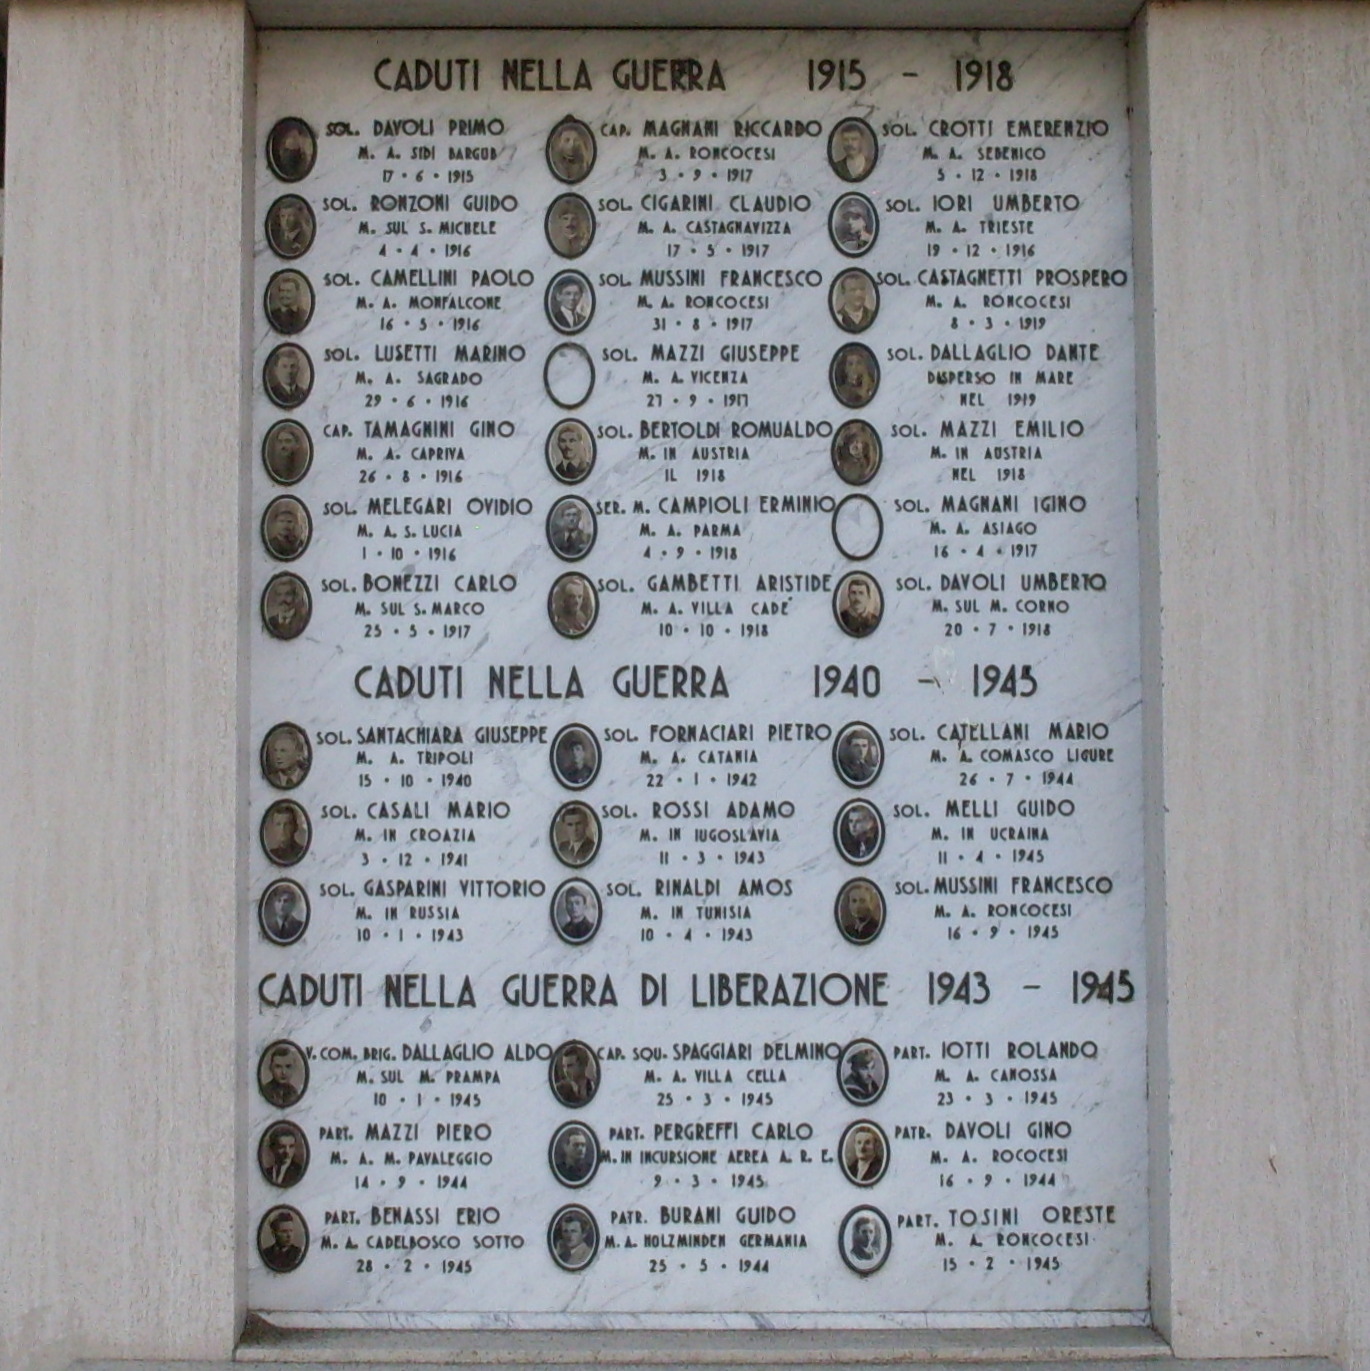 CADUTI NELLA GUERRA 1915 - 1918
SOL. DAVOLI PRIMO
M. A. SIDI BARGUB
17 · 6 · 1915
CAP. MAGNANI RICCARDO
M. A. RONCOCESI
3 · 9 · 1917
SOL. CROTTI EMERENZIO
M. A. SEBENICO
5 · 12 · 1918
SOL. RONZONI GUIDO
M. SUL S. MICHELE
4 · 4 · 1916
SOL. CIGARINI CLAUDIO
M. A. CASTAGNAVIZZA
17 · 5 · 1917
SOL. IORI UMBERTO
M. A. TRIESTE
19 · 12 · 1916
SOL. CAMELLINI PAOLO
M. A. MONFALCONE
16 · 5 · 1916
SOL. MUSSINI FRANCESCO
M. A. RONCOCESI
31 · 8 · 1917
SOL. CASTAGNETTI PROSPERO
M. A. RONCOCESI
8 · 3 · 1919
SOL. LUSETTI MARINO
M. A. SAGRADO
29 · 6 · 1916
SOL. MAZZI GIUSEPPE
M. A. VICENZA
27 · 9 · 1917
SOL. DALLAGLIO DANTE
DISPERSO IN MARE
NEL 1919
CAP. TAMAGNINI GINO
M. A. CAPRIVA
26 · 8 · 1916
SOL. BERTOLDI ROMUALDO
M. IN AUSTRIA
IL 1918
SOL. MAZZI EMILIO
M. IN AUSTRIA
NEL 1918
SOL. MELEGARI OVIDIO
M. A. S. LUCIA
1 · 10 · 1916
SER. M. CAMPIOLI ERMINIO
M. A. PARMA
4 · 9 · 1918
SOL. MAGNANI IGINO
M. A. ASIAGO
16 · 4 · 1917
SOL. BONEZZI CARLO
M. SUL S. MARCO
25 · 5 · 1917
SOL. GAMBETTI ARISTIDE
M. A. VILLA CADE'
10 · 10 · 1918
SOL. DAVOLI UMBERTO
M. SUL M. CORNO
20 · 7 · 1918
CADUTI NELLA GUERRA 1940 - 1945
SOL. SANTACHIARA GIUSEPPE
M. A. TRIPOLI
15 · 10 · 1940
SOL. FORNACIARI PIETRO
M. A. CATANIA
22 · 1 · 1942
SOL. CATELLANI MARIO
M. A. COMASCO LIGURE
26 · 7 · 1944
SOL. CASALI MARIO
M. IN CROAZIA
3 · 12 · 1941
SOL. ROSSI ADAMO
M. IN IUGOSLAVIA
11 · 3 · 1943
SOL. MELLI GUIDO
M. IN UCRAINA
11 · 4 · 1945
SOL. GASPARINI VITTORIO
M. IN RUSSIA
10 · 1 · 1943
SOL. RINALDI AMOS
M. IN TUNISIA
10 · 4 · 1943
SOL. MUSSINI FRANCESCO
M. A. RONCOCESI
16 · 9 · 1945
CADUTI NELLA GUERRA DI LIBERAZIONE 1943 - 1945
V. COM. BRIG. DALLAGLIO ALDO
M. SUL M. PRAMPA
10 · 1 · 1945
CAP. SQU. SPAGGIARI DELMINO
M. A. VILLA CELLA
25 · 3 · 1945
PART. IOTTI ROLANDO
M. A. CANOSSA
23 · 3 · 1945
PART. MAZZI PIERO
M. A. M. PAVALEGGIO
14 · 9 · 1944
PART. PERGREFFI CARLO
M. IN INCURSIONE AEREA A. R. E.
9 · 3 · 1945
PATR. DAVOLI GINO
M. A. ROCOCESI
16 · 9 · 1944
PART. BENASSI ERIO
M. A. CADELBOSCO SOTTO
28 · 2 · 1945
PATR. BURANI GUIDO
M. A. HOLZMINDEN GERMANIA
25 · 5 · 1944
PART. TOSINI ORESTE
M. A. RONCOCESI
15 · 2 · 1945